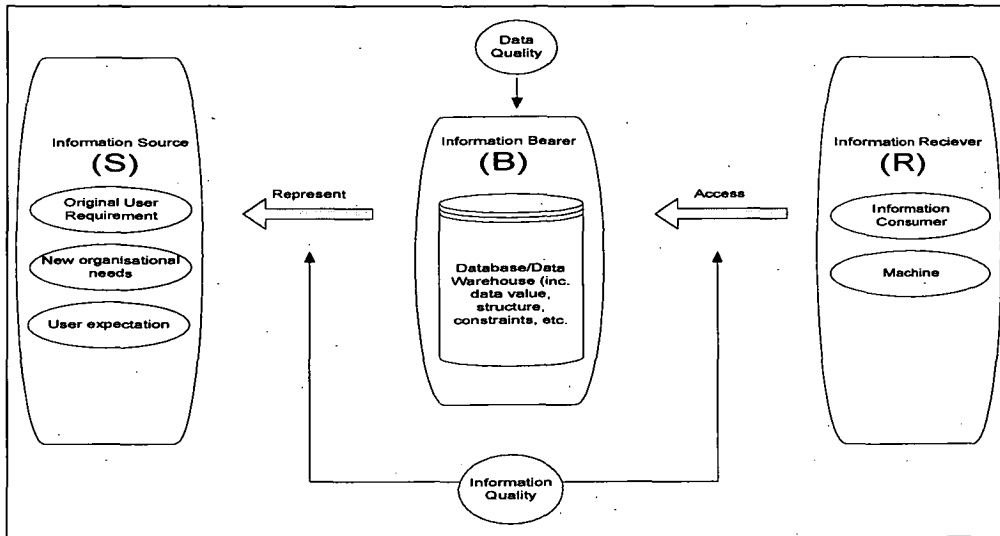 Data
Quality
Information Source
(S)
Original User
Requirement
New organisational
needs
User expectation
Represent
Information Bearer
(B)
Database/Data
Warehouse (inc.
data value,
structure,
constraints, etc.
Access
Information Reciever
(R)
Information
Consumer
Machine
Information
Quality